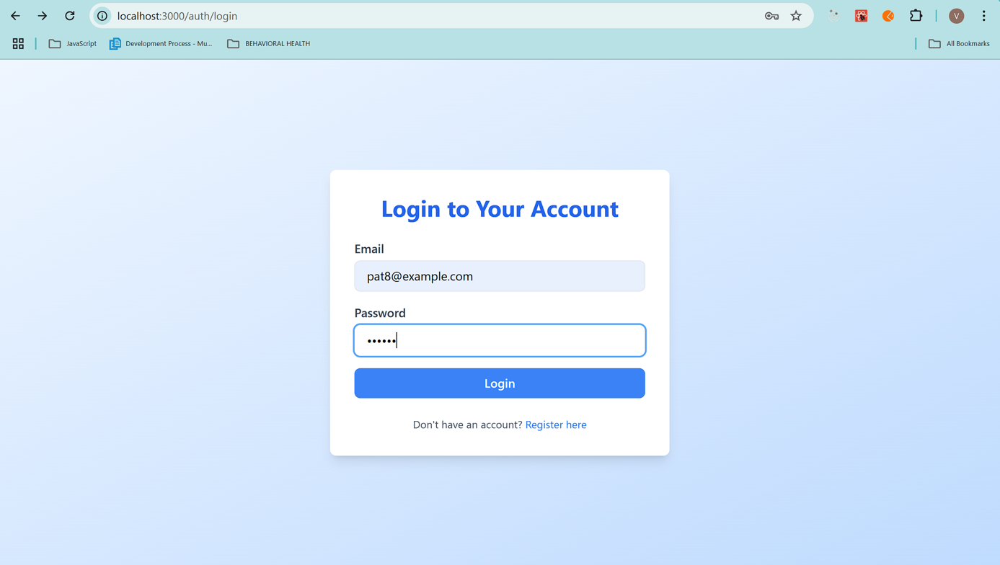 localhost:3000/auth/login
V
JavaScript
Development Process - Mu...
BEHAVIORAL HEALTH
All Bookmarks
Login to Your Account
Email
pat8@example.com
Password
••••••
Login
Don't have an account? Register here